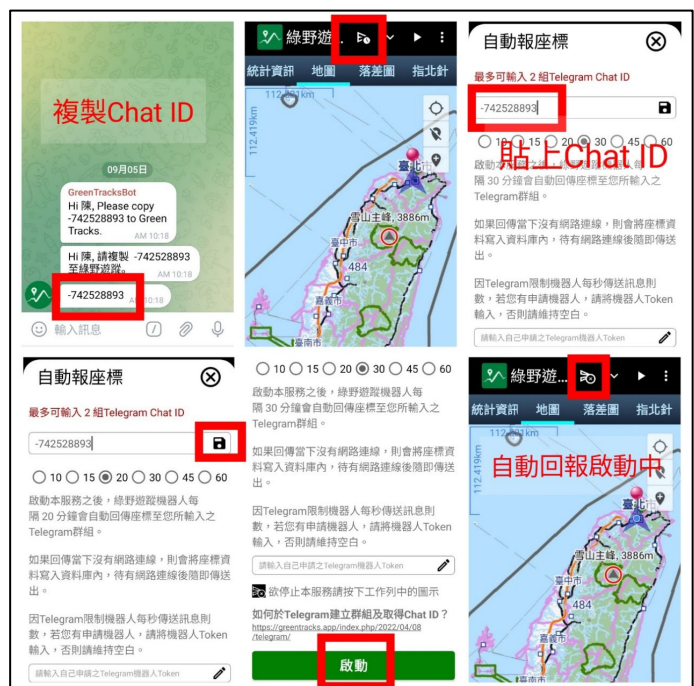 複製Chat ID
09月05日
GreenTracksBot
Hi 陳, Please copy
-742528893 to Green
Tracks.
AM 10:18
Hi 陳, 請複製 -742528893
至綠野遊蹤。
AM 10:18
-742528893
AM 10:18
輸入訊息
綠野遊...
統計資訊 地圖 落差圖 指北針
112.419km
臺北市
雪山主峰, 3886m
臺中市
484
嘉義市
臺南市
自動報座標
最多可輸入 2 組Telegram Chat ID
-742528893
10 15 20 30 45 60
貼上Chat ID
隔 30 分鐘會自動回傳座標至您所輸入之
Telegram群組。
如果回傳當下沒有網路連線，則會將座標資
料寫入資料庫內，待有網路連線後隨即傳送
出。
因Telegram限制機器人每秒傳送訊息則
數，若您有申請機器人，請將機器人Token
輸入，否則請維持空白。
請輸入自己申請之Telegram機器人Token
自動報座標
最多可輸入 2 組Telegram Chat ID
-742528893
10 15 20 30 45 60
啟動本服務之後，綠野遊蹤機器人每
隔 20 分鐘會自動回傳座標至您所輸入之
Telegram群組。
如果回傳當下沒有網路連線，則會將座標資
料寫入資料庫內，待有網路連線後隨即傳送
出。
因Telegram限制機器人每秒傳送訊息則
數，若您有申請機器人，請將機器人Token
輸入，否則請維持空白。
請輸入自己申請之Telegram機器人Token
10 15 20 30 45 60
啟動本服務之後，綠野遊蹤機器人每
隔 30 分鐘會自動回傳座標至您所輸入之
Telegram群組。
如果回傳當下沒有網路連線，則會將座標資
料寫入資料庫內，待有網路連線後隨即傳送
出。
因Telegram限制機器人每秒傳送訊息則
數，若您有申請機器人，請將機器人Token
輸入，否則請維持空白。
請輸入自己申請之Telegram機器人Token
欲停止本服務請按下工作列中的圖示
如何於Telegram建立群組及取得Chat ID？
https://greentracks.app/index.php/2022/04/08
/telegram/
啟動
綠野遊...
統計資訊 地圖 落差圖 指北針
112.419km
自動回報啟動中
雪山主峰, 3886m
臺中市
484
嘉義市